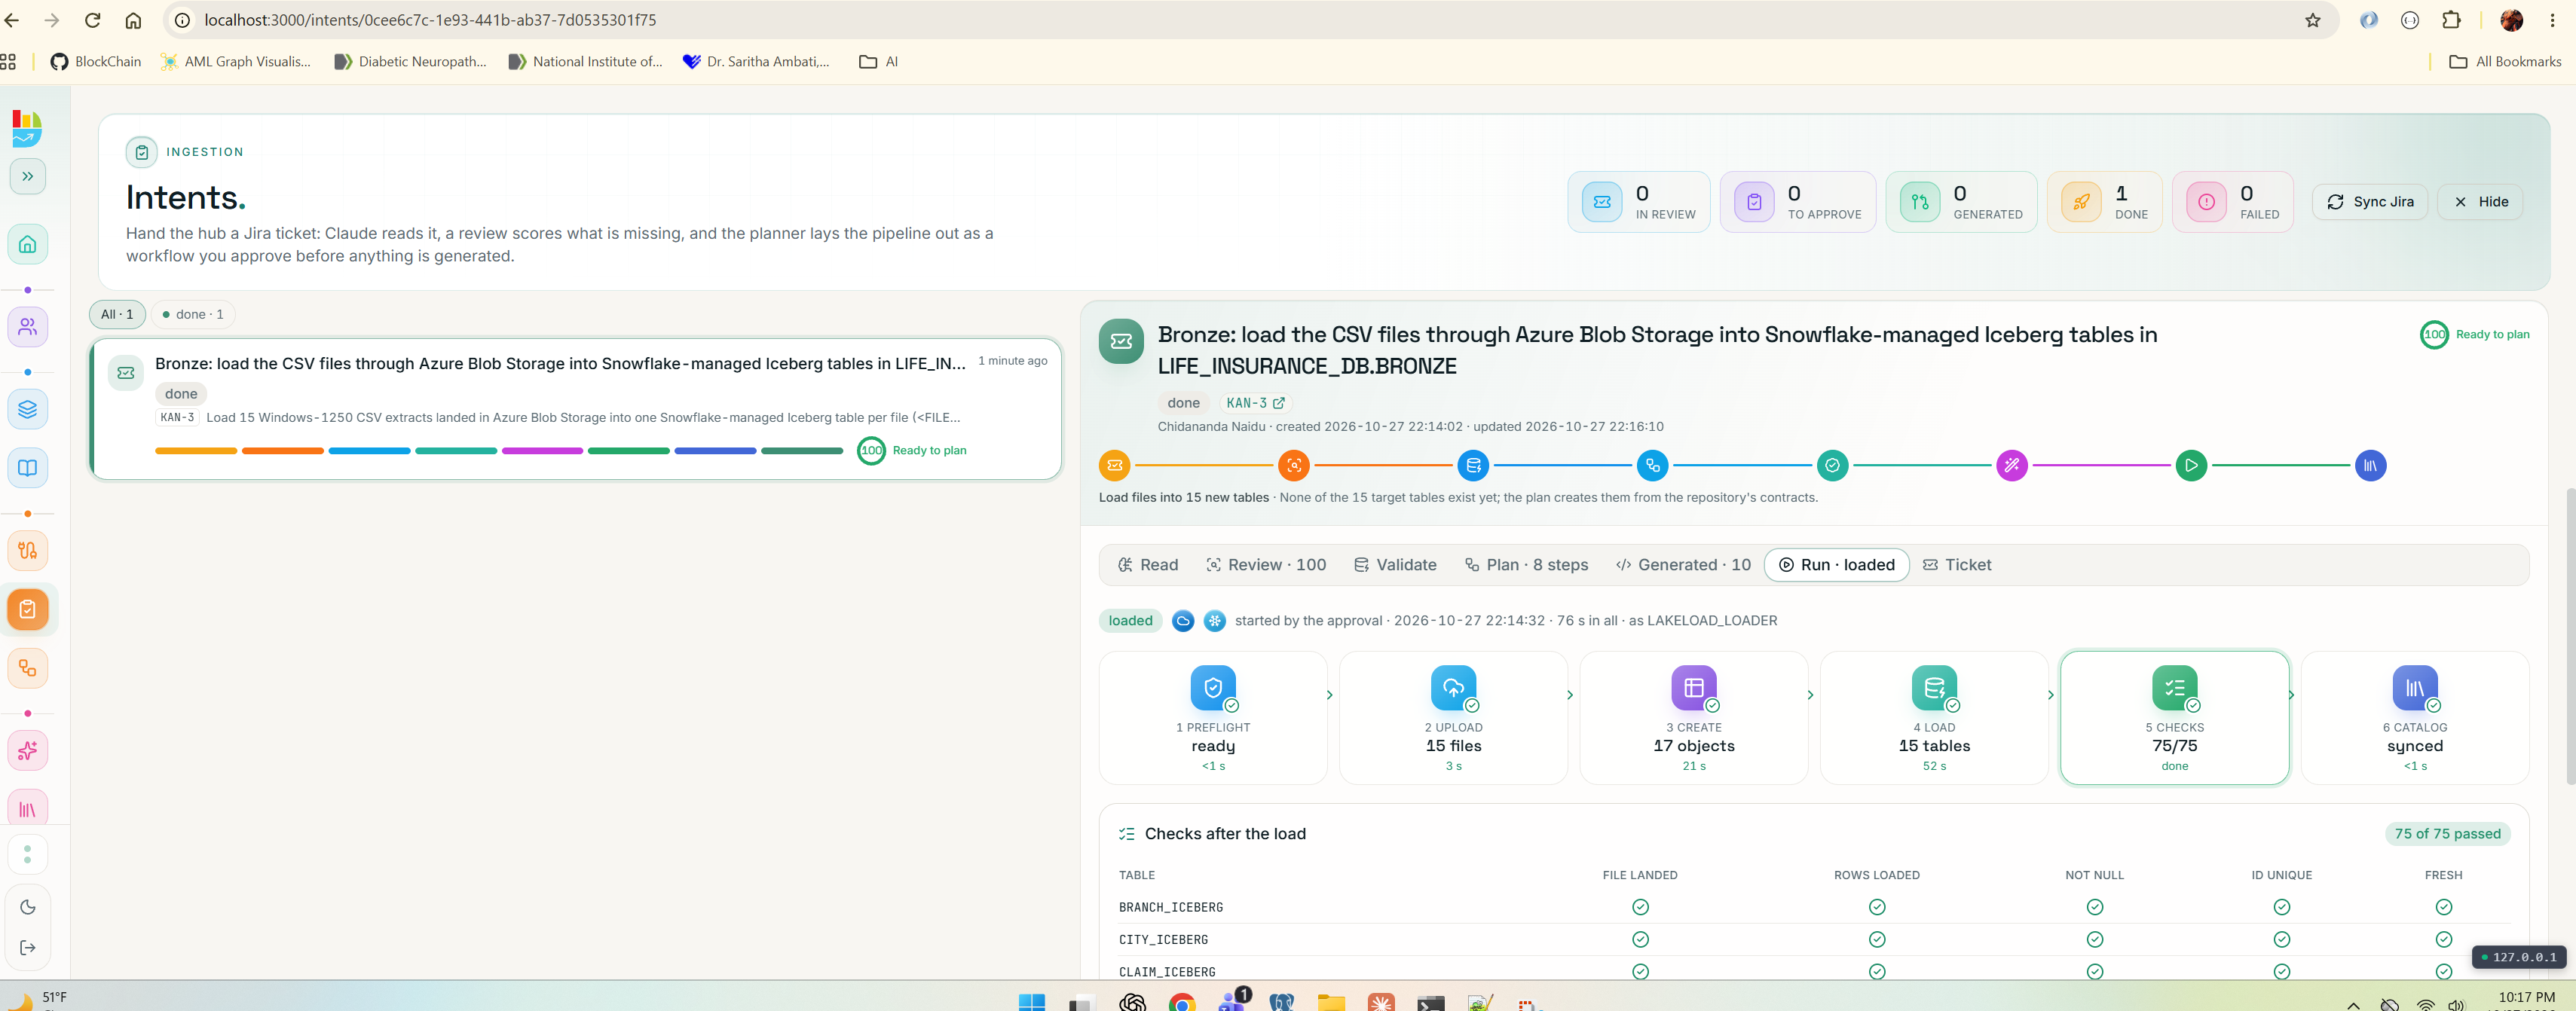 localhost:3000/intents/0cee6c7c-1e93-441b-ab37-7d0535301f75
BlockChain
AML Graph Visualis...
Diabetic Neuropath...
National Institute of...
Dr. Saritha Ambati,...
AI
All Bookmarks
INGESTION
Intents.
Hand the hub a Jira ticket: Claude reads it, a review scores what is missing, and the planner lays the pipeline out as a
workflow you approve before anything is generated.
0 IN REVIEW
0 TO APPROVE
0 GENERATED
1 DONE
0 FAILED
Sync Jira
Hide
All · 1
done · 1
Bronze: load the CSV files through Azure Blob Storage into Snowflake-managed Iceberg tables in LIFE_IN...
1 minute ago
done
KAN-3 Load 15 Windows-1250 CSV extracts landed in Azure Blob Storage into one Snowflake-managed Iceberg table per file (<FILE...
100 Ready to plan
Bronze: load the CSV files through Azure Blob Storage into Snowflake-managed Iceberg tables in
LIFE_INSURANCE_DB.BRONZE
100 Ready to plan
done KAN-3
Chidananda Naidu · created 2026-10-27 22:14:02 · updated 2026-10-27 22:16:10
Load files into 15 new tables · None of the 15 target tables exist yet; the plan creates them from the repository's contracts.
Read
Review · 100
Validate
Plan · 8 steps
Generated · 10
Run · loaded
Ticket
loaded started by the approval · 2026-10-27 22:14:32 · 76 s in all · as LAKELOAD_LOADER
1 PREFLIGHT
ready
<1 s
2 UPLOAD
15 files
3 s
3 CREATE
17 objects
21 s
4 LOAD
15 tables
52 s
5 CHECKS
75/75
done
6 CATALOG
synced
<1 s
Checks after the load
75 of 75 passed
TABLE FILE LANDED ROWS LOADED NOT NULL ID UNIQUE FRESH
BRANCH_ICEBERG
CITY_ICEBERG
CLAIM_ICEBERG
127.0.0.1
51°F
1
10:17 PM